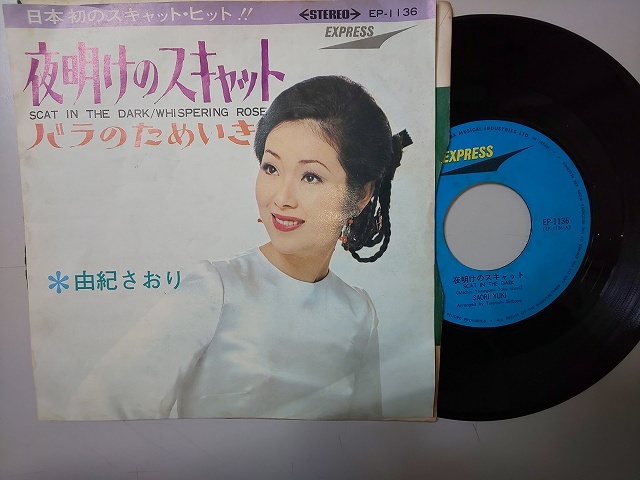 日本初のスキャット・ヒット!!
STEREO EP-1136
EXPRESS
夜明けのスキャット
SCAT IN THE DARK/WHISPERING ROSE
バラのためいき
*由紀さおり
MUSICAL INDUSTRIES LTD
EXPRESS
EP-1136
夜明けのスキャット
SCAT IN THE DARK
SAORI YUKI